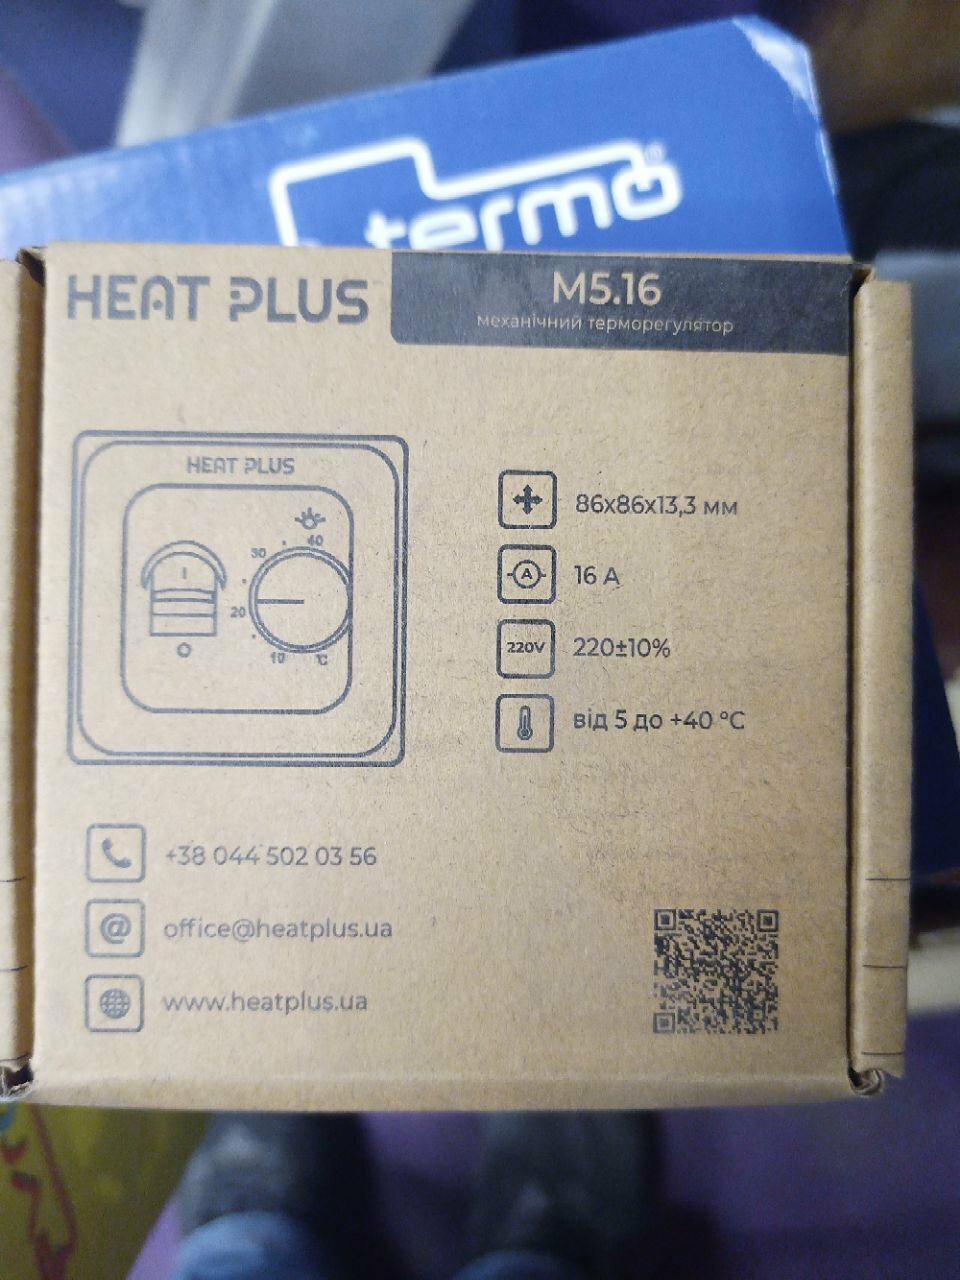 termo
HEAT PLUS
M5.16
механічний терморегулятор
HEAT PLUS
40
30
20
10
°C
I
O
86x86x13,3 мм
A
16 A
220V
220±10%
від 5 до +40 °C
+38 044 502 03 56
@
office@heatplus.ua
www.heatplus.ua